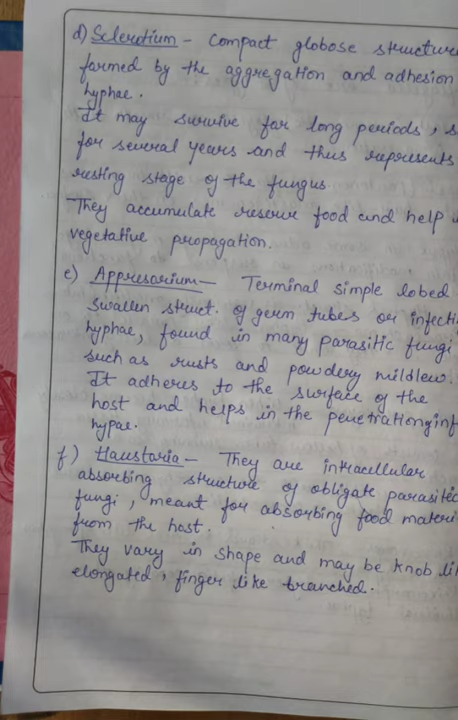 d) Sclerotium - Compact globose structure
formed by the aggregation and adhesion
hyphae.
It may survive for long periods, s
for several years and thus represents
resting stage of the fungus
They accumulate reserve food and help
vegetative propagation.
e) Appresorium - Terminal simple lobed
swollen struct. of germ tubes or infecti
hyphae, found in many parasitic fungi
such as rusts and powdery mildew.
It adheres to the surface of the
host and helps in the penetrating inf
hypae.
f) Haustaria - They are intracellular
absorbing structure of obligate parasitic
fungi, meant for absorbing food materi
from the host.
They vary in shape and may be knob li
elongated, finger like branched.